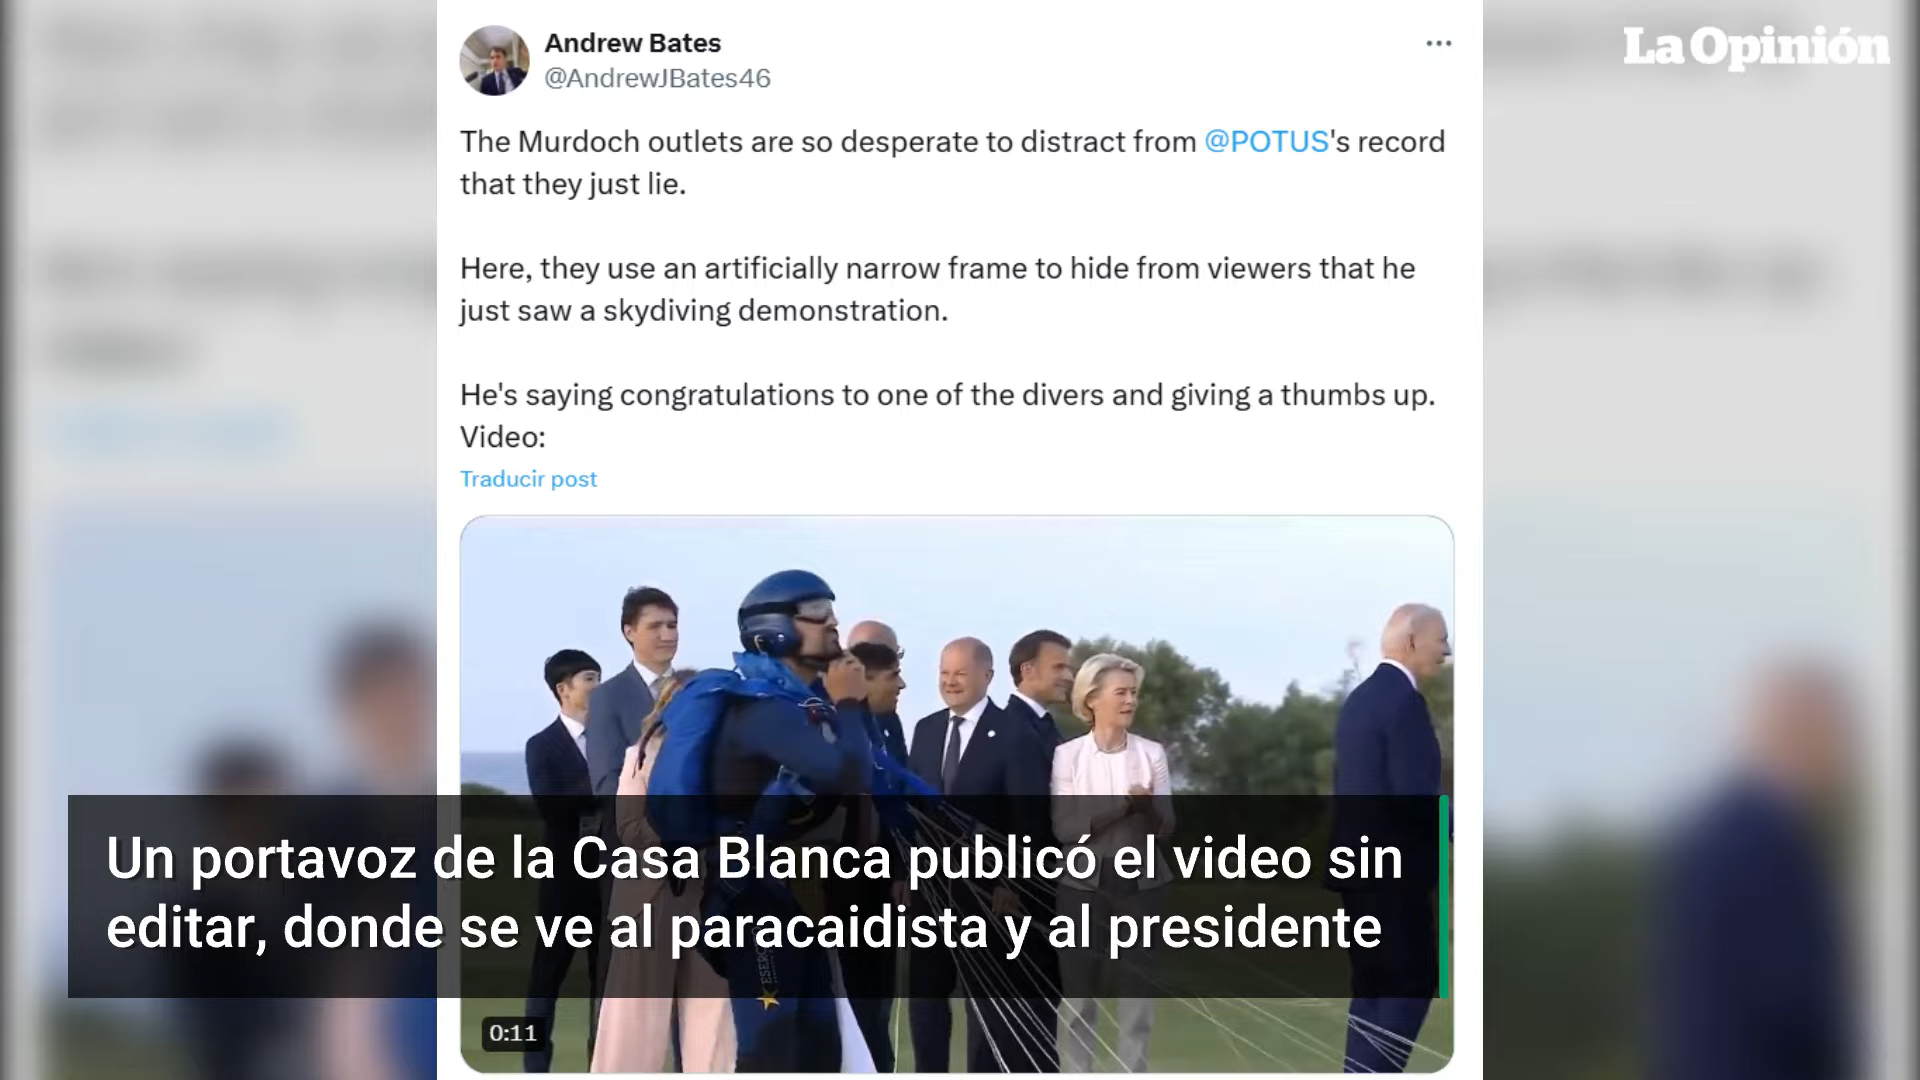 La Opinión
Andrew Bates
@AndrewJBates46
The Murdoch outlets are so desperate to distract from @POTUS's record
that they just lie.
Here, they use an artificially narrow frame to hide from viewers that he
just saw a skydiving demonstration.
He's saying congratulations to one of the divers and giving a thumbs up.
Video:
Traducir post
Un portavoz de la Casa Blanca publicó el video sin
editar, donde se ve al paracaidista y al presidente
0:11